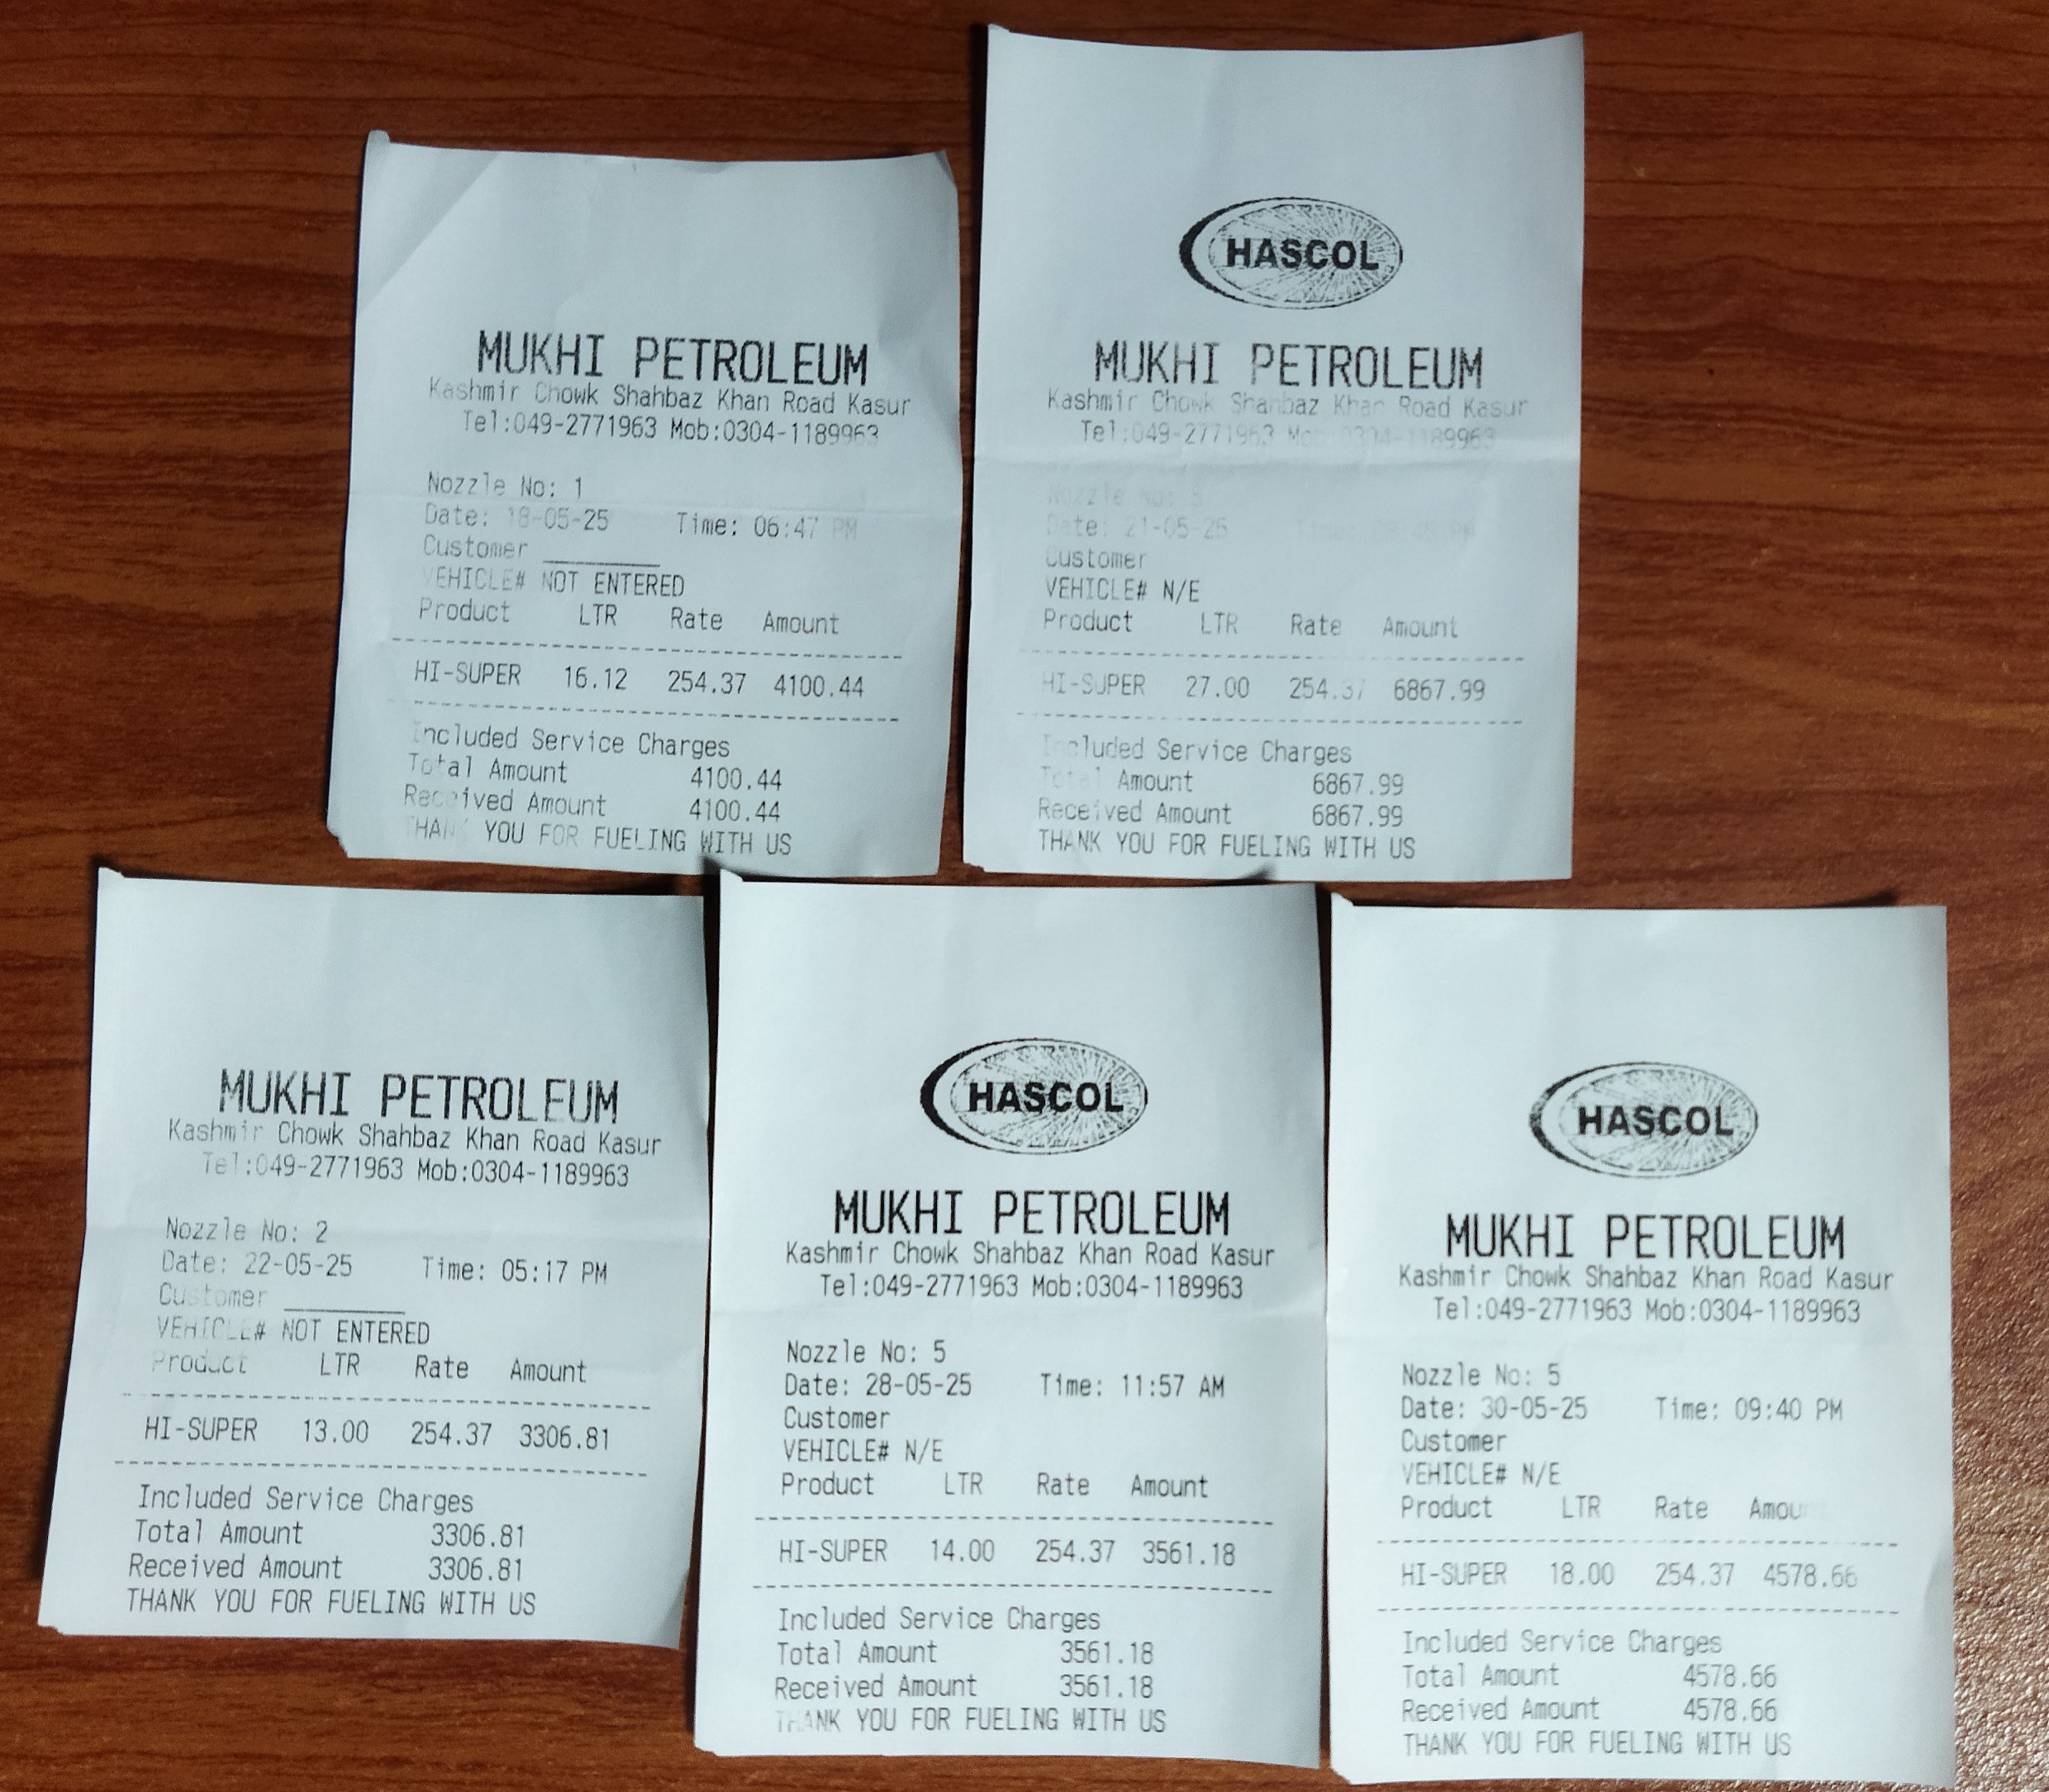 MUKHI PETROLEUM
Kashmir Chowk Shahbaz Khan Road Kasur
Tel:049-2771963 Mob:0304-1189963
Nozzle No: 1
Date: 18-05-25 Time: 06:47 PM
Customer __________
VEHICLE# NOT ENTERED
Product LTR Rate Amount
HI-SUPER 16.12 254.37 4100.44
Included Service Charges
Total Amount 4100.44
Received Amount 4100.44
THANK YOU FOR FUELING WITH US
HASCOL
MUKHI PETROLEUM
Kashmir Chowk Shahbaz Khan Road Kasur
Tel:049-2771963 Mob:0304-1189963
Nozzle No: 5
Date: 21-05-25
Customer
VEHICLE# N/E
Product LTR Rate Amount
HI-SUPER 27.00 254.37 6867.99
Included Service Charges
Total Amount 6867.99
Received Amount 6867.99
THANK YOU FOR FUELING WITH US
MUKHI PETROLEUM
Kashmir Chowk Shahbaz Khan Road Kasur
Tel:049-2771963 Mob:0304-1189963
Nozzle No: 2
Date: 22-05-25 Time: 05:17 PM
Customer __________
VEHICLE# NOT ENTERED
Product LTR Rate Amount
HI-SUPER 13.00 254.37 3306.81
Included Service Charges
Total Amount 3306.81
Received Amount 3306.81
THANK YOU FOR FUELING WITH US
HASCOL
MUKHI PETROLEUM
Kashmir Chowk Shahbaz Khan Road Kasur
Tel:049-2771963 Mob:0304-1189963
Nozzle No: 5
Date: 28-05-25 Time: 11:57 AM
Customer
VEHICLE# N/E
Product LTR Rate Amount
HI-SUPER 14.00 254.37 3561.18
Included Service Charges
Total Amount 3561.18
Received Amount 3561.18
THANK YOU FOR FUELING WITH US
HASCOL
MUKHI PETROLEUM
Kashmir Chowk Shahbaz Khan Road Kasur
Tel:049-2771963 Mob:0304-1189963
Nozzle No: 5
Date: 30-05-25 Time: 09:40 PM
Customer
VEHICLE# N/E
Product LTR Rate Amount
HI-SUPER 18.00 254.37 4578.66
Included Service Charges
Total Amount 4578.66
Received Amount 4578.66
THANK YOU FOR FUELING WITH US